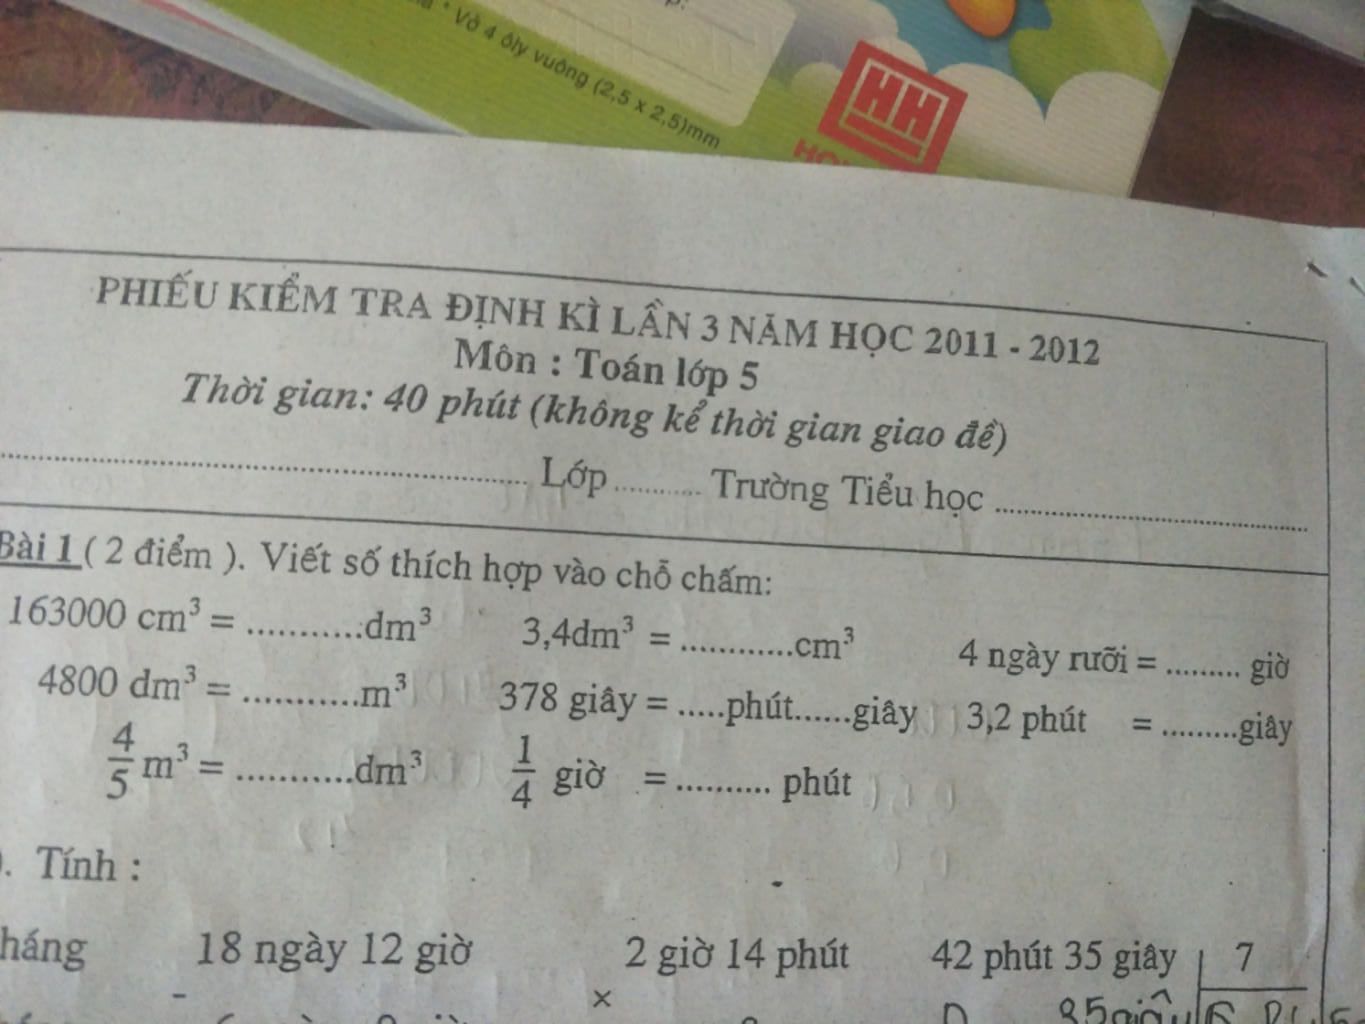 Vở 4 ôly vuông (2,5 x 2,5)mm
HH
PHIẾU KIỂM TRA ĐỊNH KÌ LẦN 3 NĂM HỌC 2011 - 2012
Môn : Toán lớp 5
Thời gian: 40 phút (không kể thời gian giao đề)
Lớp........... Trường Tiểu học
Bài 1 ( 2 điểm ). Viết số thích hợp vào chỗ chấm:
163000 cm³ = ............dm³ 3,4dm³ = ............cm³ 4 ngày rưỡi = ......... giờ
4800 dm³ = ............m³ 378 giây = .....phút......giây 3,2 phút = .........giây
4/5 m³ = ............dm³ 1/4 giờ = .......... phút
. Tính :
18 ngày 12 giờ 2 giờ 14 phút 42 phút 35 giây 7
- ×
35giây